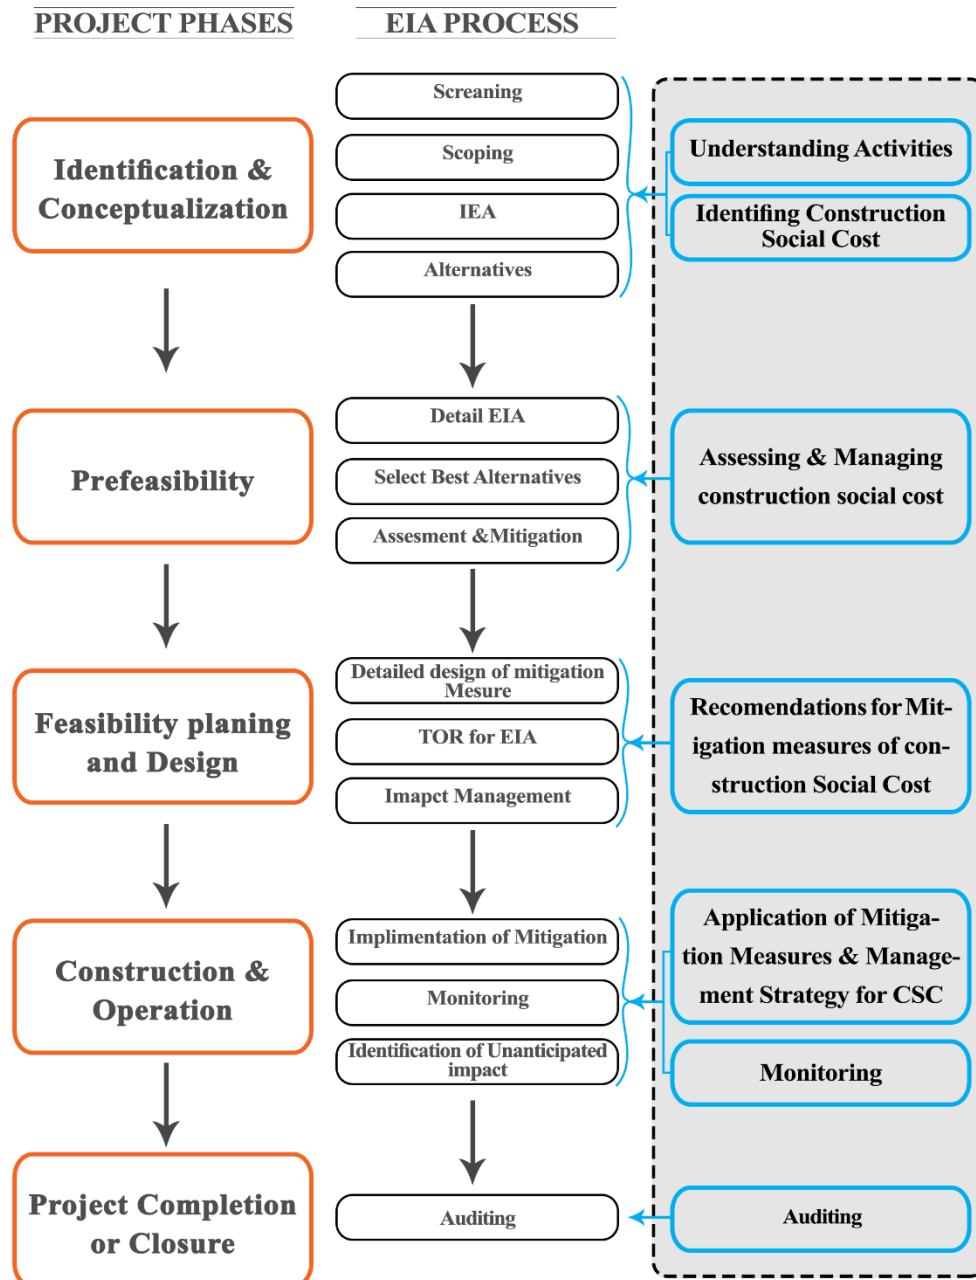 PROJECT PHASES
EIA PROCESS
Identification &
Conceptualization
Screaning
Scoping
IEA
Alternatives
Understanding Activities
Identifing Construction
Social Cost
Prefeasibility
Detail EIA
Select Best Alternatives
Assesment &Mitigation
Assessing & Managing
construction social cost
Feasibility planing
and Design
Detailed design of mitigation
Mesure
TOR for EIA
Imapct Management
Recomendations for Mit-
igation measures of con-
struction Social Cost
Construction &
Operation
Implimentation of Mitigation
Monitoring
Identification of Unanticipated
impact
Application of Mitiga-
tion Measures & Manage-
ment Strategy for CSC
Monitoring
Project Completion
or Closure
Auditing
Auditing